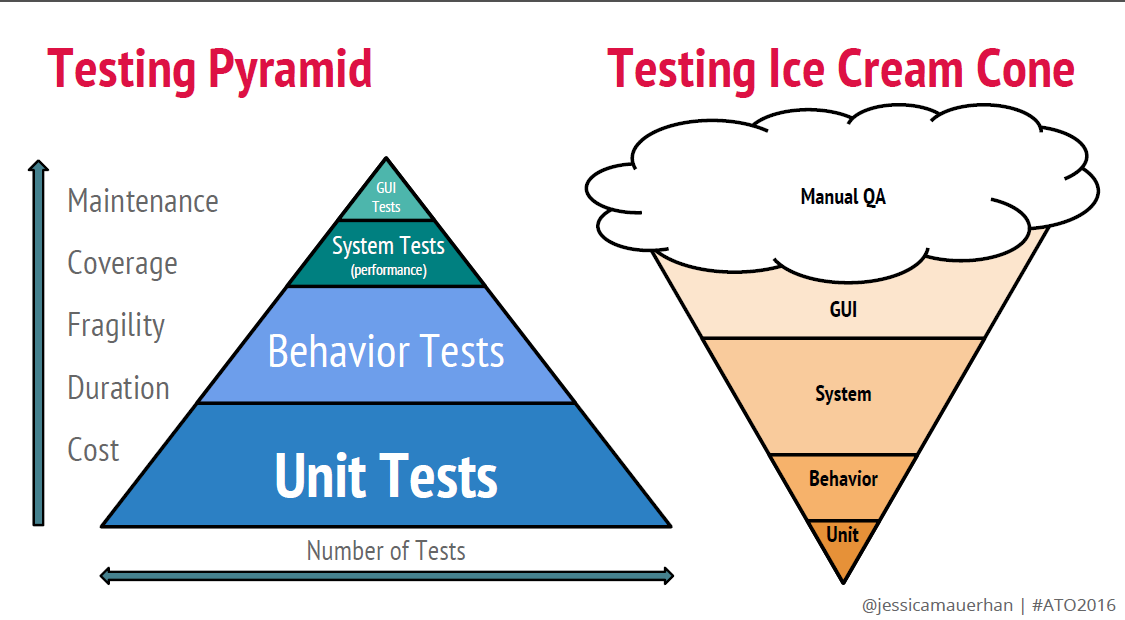 Testing Pyramid
Testing Ice Cream Cone
Maintenance
Coverage
Fragility
Duration
Cost
GUI
Tests
System Tests
(performance)
Behavior Tests
Unit Tests
Number of Tests
Manual QA
GUI
System
Behavior
Unit
@jessicamauerhan | #ATO2016